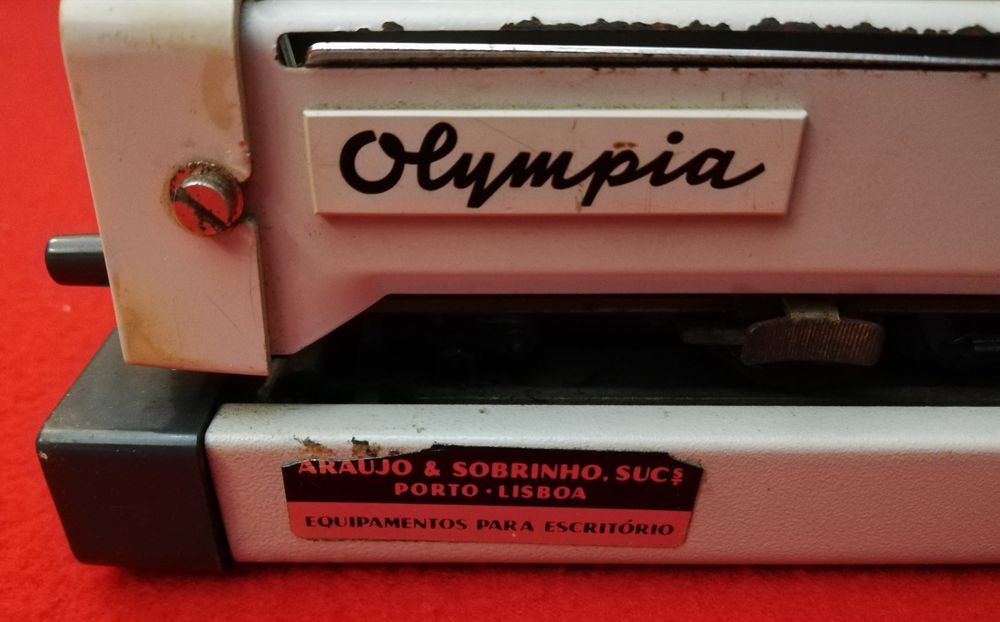 Olympia
ARAUJO & SOBRINHO, SUCS
PORTO · LISBOA
EQUIPAMENTOS PARA ESCRITÓRIO